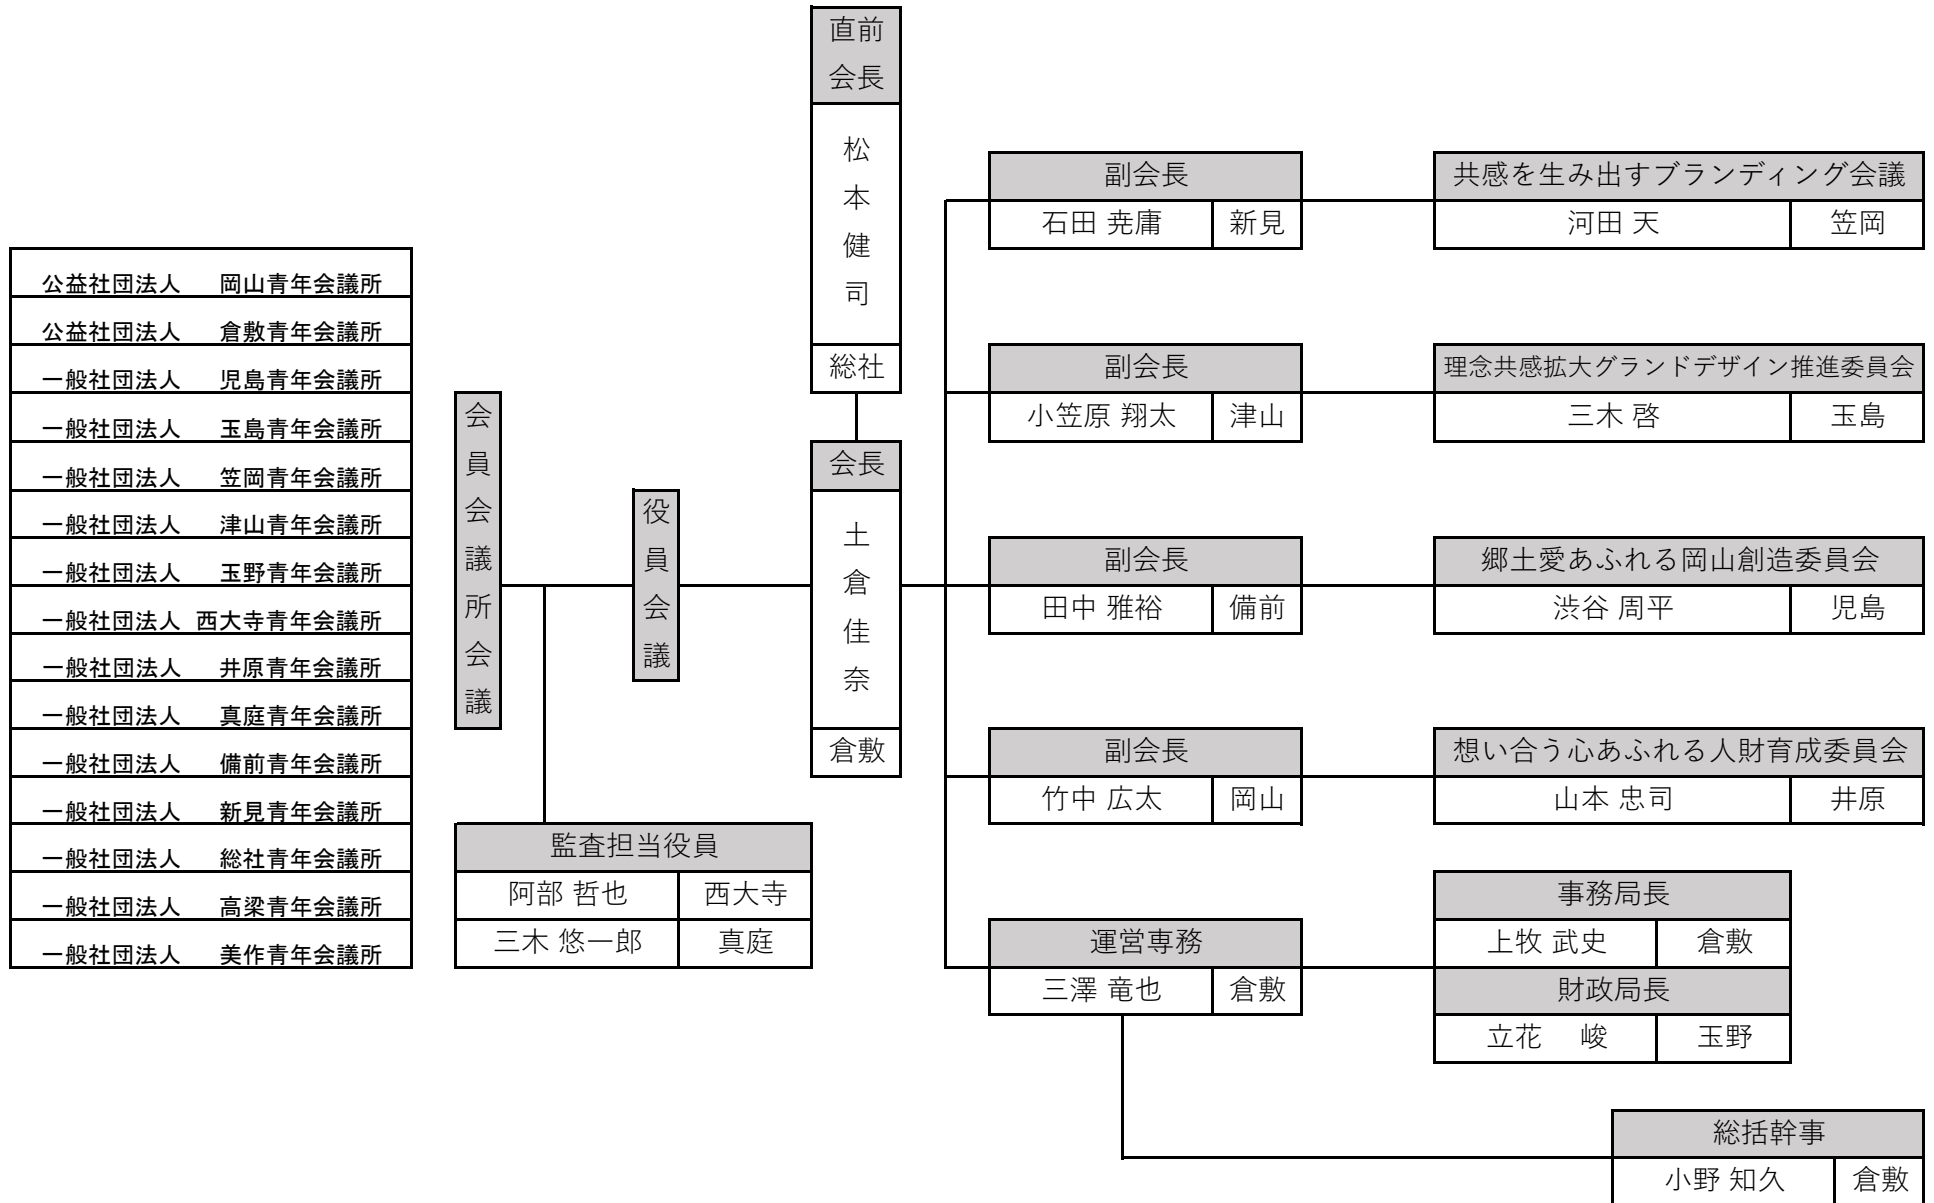 公益社団法人 岡山青年会議所
公益社団法人 倉敷青年会議所
一般社団法人 児島青年会議所
一般社団法人 玉島青年会議所
一般社団法人 笠岡青年会議所
一般社団法人 津山青年会議所
一般社団法人 玉野青年会議所
一般社団法人 西大寺青年会議所
一般社団法人 井原青年会議所
一般社団法人 真庭青年会議所
一般社団法人 備前青年会議所
一般社団法人 新見青年会議所
一般社団法人 総社青年会議所
一般社団法人 高梁青年会議所
一般社団法人 美作青年会議所
会員会議所会議
監査担当役員
阿部 哲也 西大寺
三木 悠一郎 真庭
役員会議
直前
会長
松本健司
総社
会長
土倉佳奈
倉敷
副会長
石田 尭庸 新見
共感を生み出すブランディング会議
河田 天 笠岡
副会長
小笠原 翔太 津山
理念共感拡大グランドデザイン推進委員会
三木 啓 玉島
副会長
田中 雅裕 備前
郷土愛あふれる岡山創造委員会
渋谷 周平 児島
副会長
竹中 広太 岡山
想い合う心あふれる人財育成委員会
山本 忠司 井原
運営専務
三澤 竜也 倉敷
事務局長
上牧 武史 倉敷
財政局長
立花 峻 玉野
総括幹事
小野 知久 倉敷